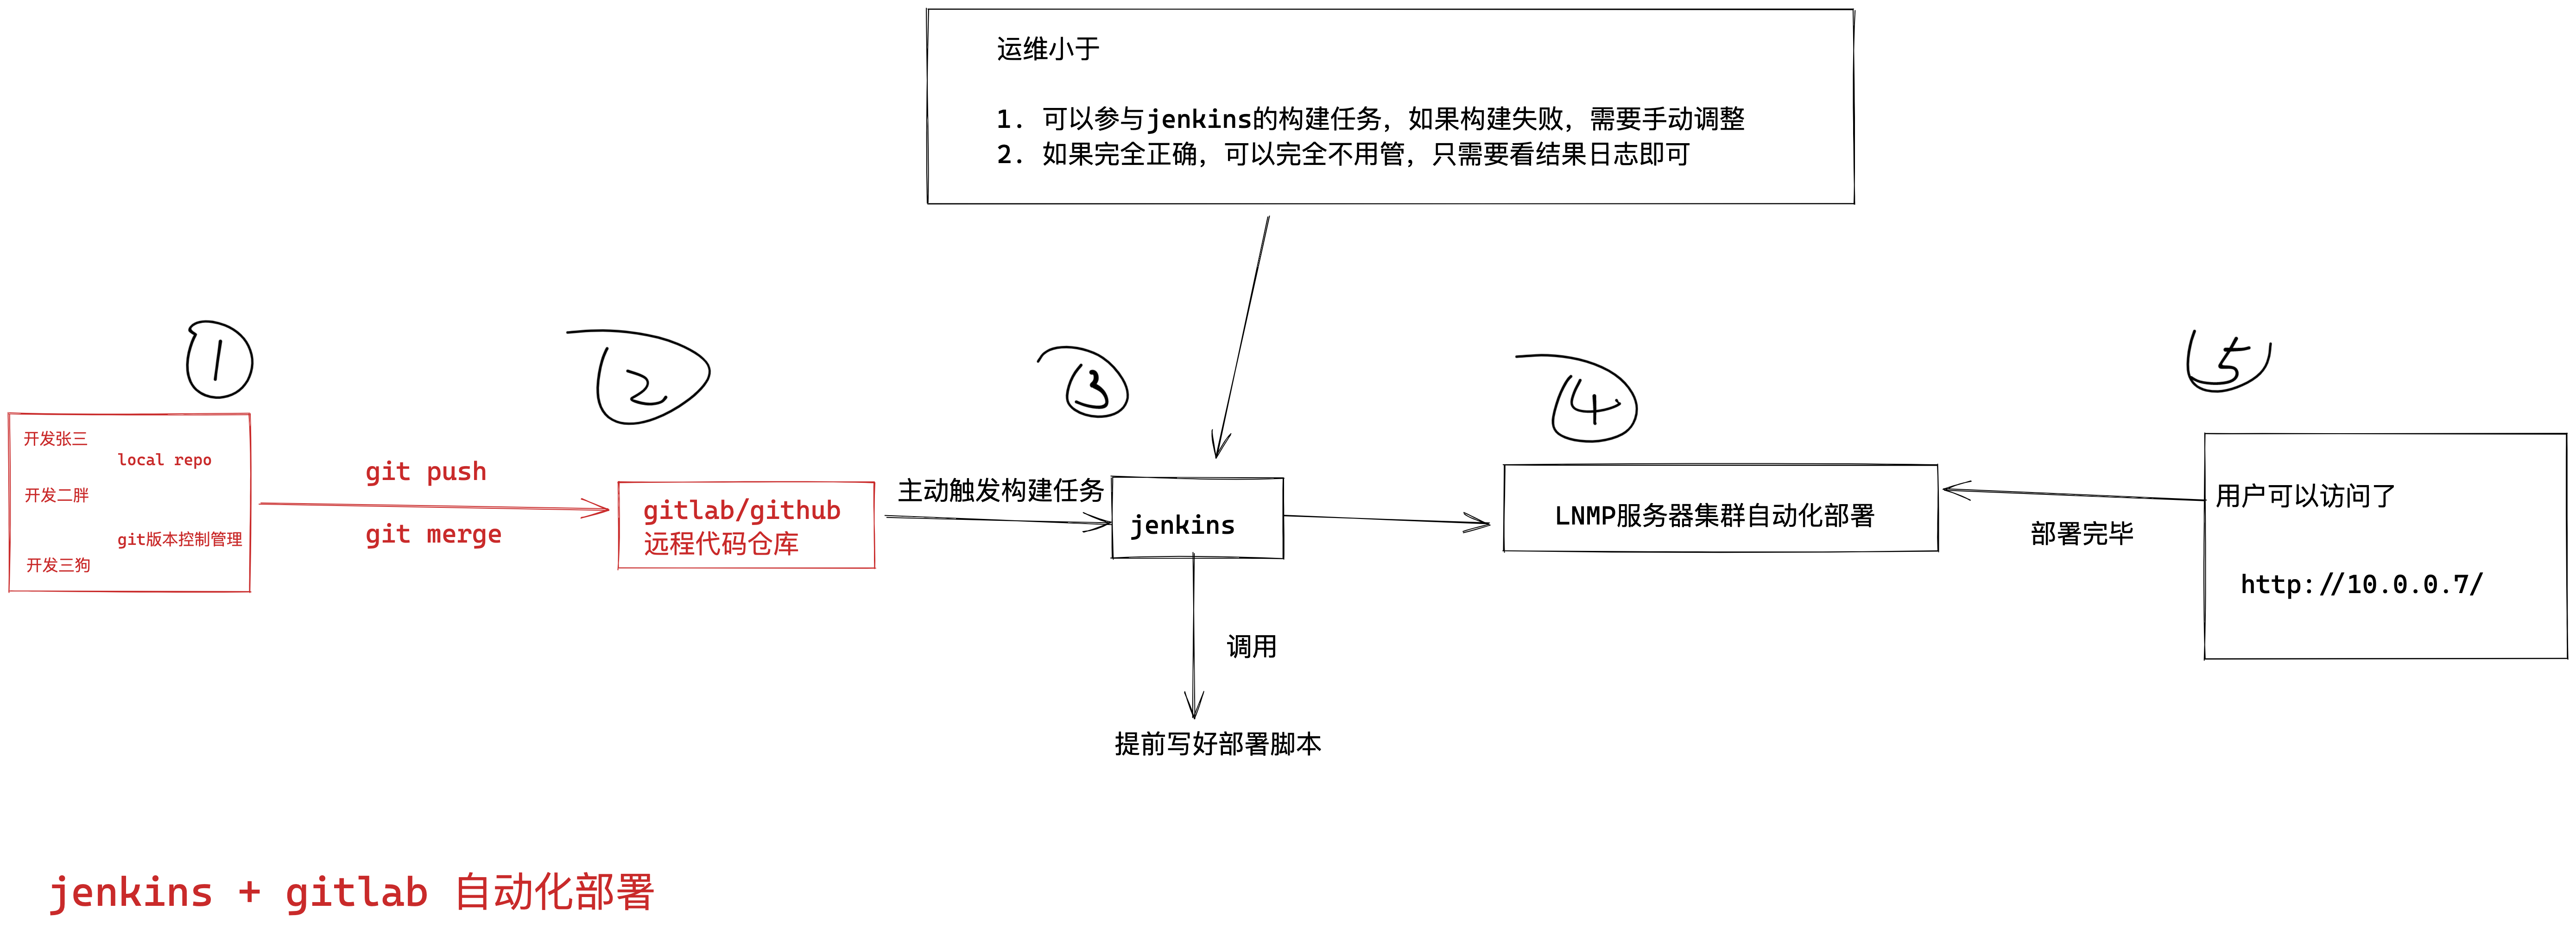 运维小于
1. 可以参与jenkins的构建任务，如果构建失败，需要手动调整
2. 如果完全正确，可以完全不用管，只需要看结果日志即可
1
2
3
4
5
开发张三
local repo
开发二胖
git版本控制管理
开发三狗
git push
git merge
gitlab/github
远程代码仓库
主动触发构建任务
jenkins
调用
提前写好部署脚本
LNMP服务器集群自动化部署
部署完毕
用户可以访问了
http://10.0.0.7/
jenkins + gitlab 自动化部署